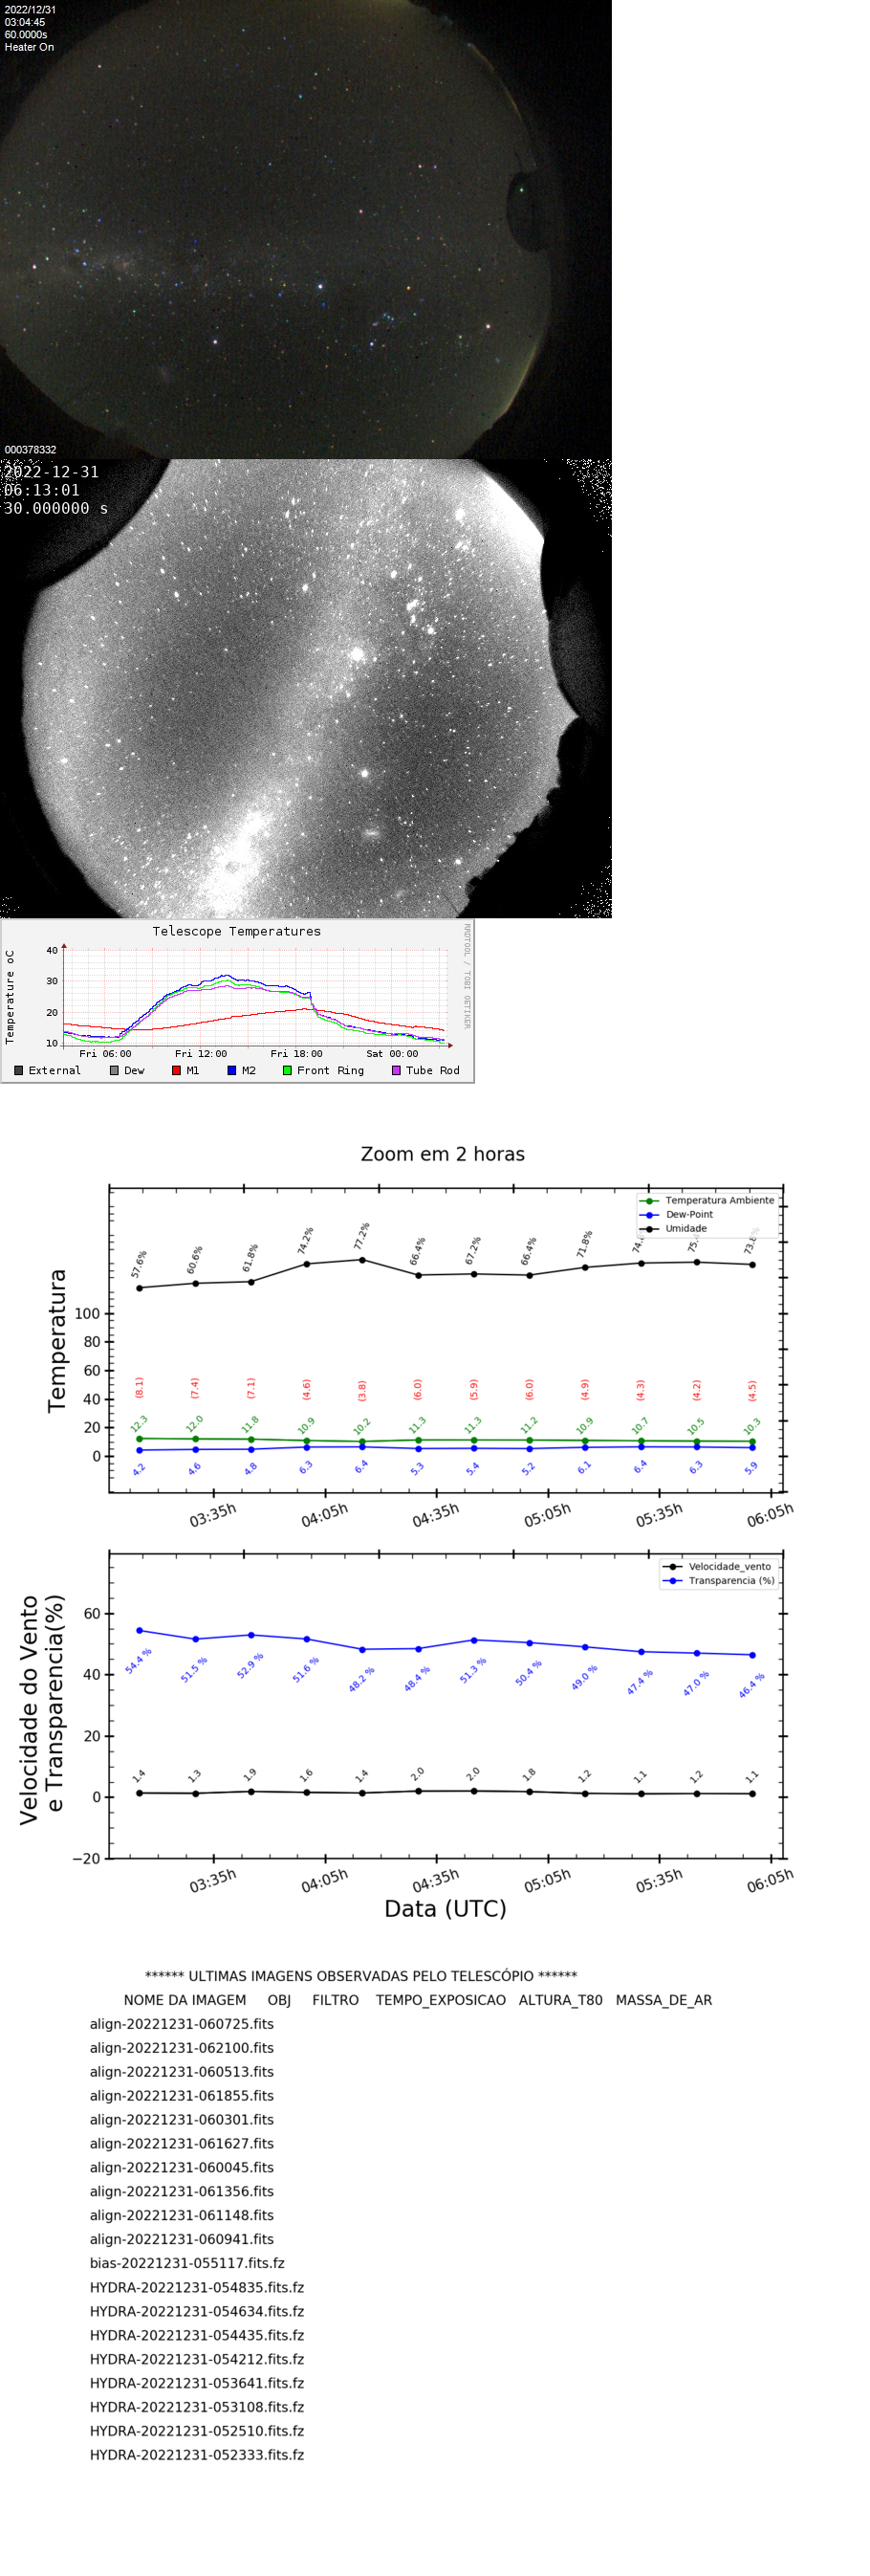 2022/12/31
03:04:45
60.0000s
Heater On
000378332
2022-12-31
06:13:01
30.000000 s
Telescope Temperatures
RRDTOOL / TOBI OETIKER
Temperature oC
40
30
20
10
Fri 06:00 Fri 12:00 Fri 18:00 Sat 00:00
External Dew M1 M2 Front Ring Tube Rod
Zoom em 2 horas
Temperatura Ambiente
Dew-Point
Umidade
57.6% 60.6% 61.8% 74.2% 77.2% 66.4% 67.2% 66.4% 71.8%
Temperatura
100
80
60
40
20
0
(8.1) (7.4) (7.1) (4.6) (3.8) (6.0) (5.9) (6.0) (4.9) (4.3) (4.2) (4.5)
12.3 12.0 11.8 10.9 10.2 11.3 11.3 11.2 10.9 10.7 10.5 10.3
4.2 4.6 4.8 6.3 6.4 5.3 5.4 5.2 6.1 6.4 6.3 5.9
03:35h 04:05h 04:35h 05:05h 05:35h 06:05h
Velocidade_vento
Transparencia (%)
Velocidade do Vento
e Transparencia(%)
60
40
20
0
−20
54.4 % 51.5 % 52.9 % 51.6 % 48.2 % 48.4 % 51.3 % 50.4 % 49.0 % 47.4 % 47.0 % 46.4 %
1.4 1.3 1.9 1.6 1.4 2.0 2.0 1.8 1.2 1.1 1.2 1.1
03:35h 04:05h 04:35h 05:05h 05:35h 06:05h
Data (UTC)
****** ULTIMAS IMAGENS OBSERVADAS PELO TELESCÓPIO ******
NOME DA IMAGEM OBJ FILTRO TEMPO_EXPOSICAO ALTURA_T80 MASSA_DE_AR
align-20221231-060725.fits
align-20221231-062100.fits
align-20221231-060513.fits
align-20221231-061855.fits
align-20221231-060301.fits
align-20221231-061627.fits
align-20221231-060045.fits
align-20221231-061356.fits
align-20221231-061148.fits
align-20221231-060941.fits
bias-20221231-055117.fits.fz
HYDRA-20221231-054835.fits.fz
HYDRA-20221231-054634.fits.fz
HYDRA-20221231-054435.fits.fz
HYDRA-20221231-054212.fits.fz
HYDRA-20221231-053641.fits.fz
HYDRA-20221231-053108.fits.fz
HYDRA-20221231-052510.fits.fz
HYDRA-20221231-052333.fits.fz